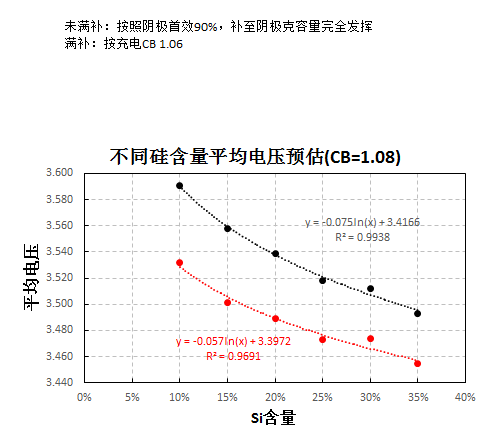 未满补：按照阴极首效90%，补至阴极克容量完全发挥
满补：按充电CB 1.06
不同硅含量平均电压预估(CB=1.08)
平均电压
3.600
3.580
3.560
3.540
3.520
3.500
3.480
3.460
3.440
y = -0.075ln(x) + 3.4166
R² = 0.9938
y = -0.057ln(x) + 3.3972
R² = 0.9691
0% 5% 10% 15% 20% 25% 30% 35% 40%
Si含量